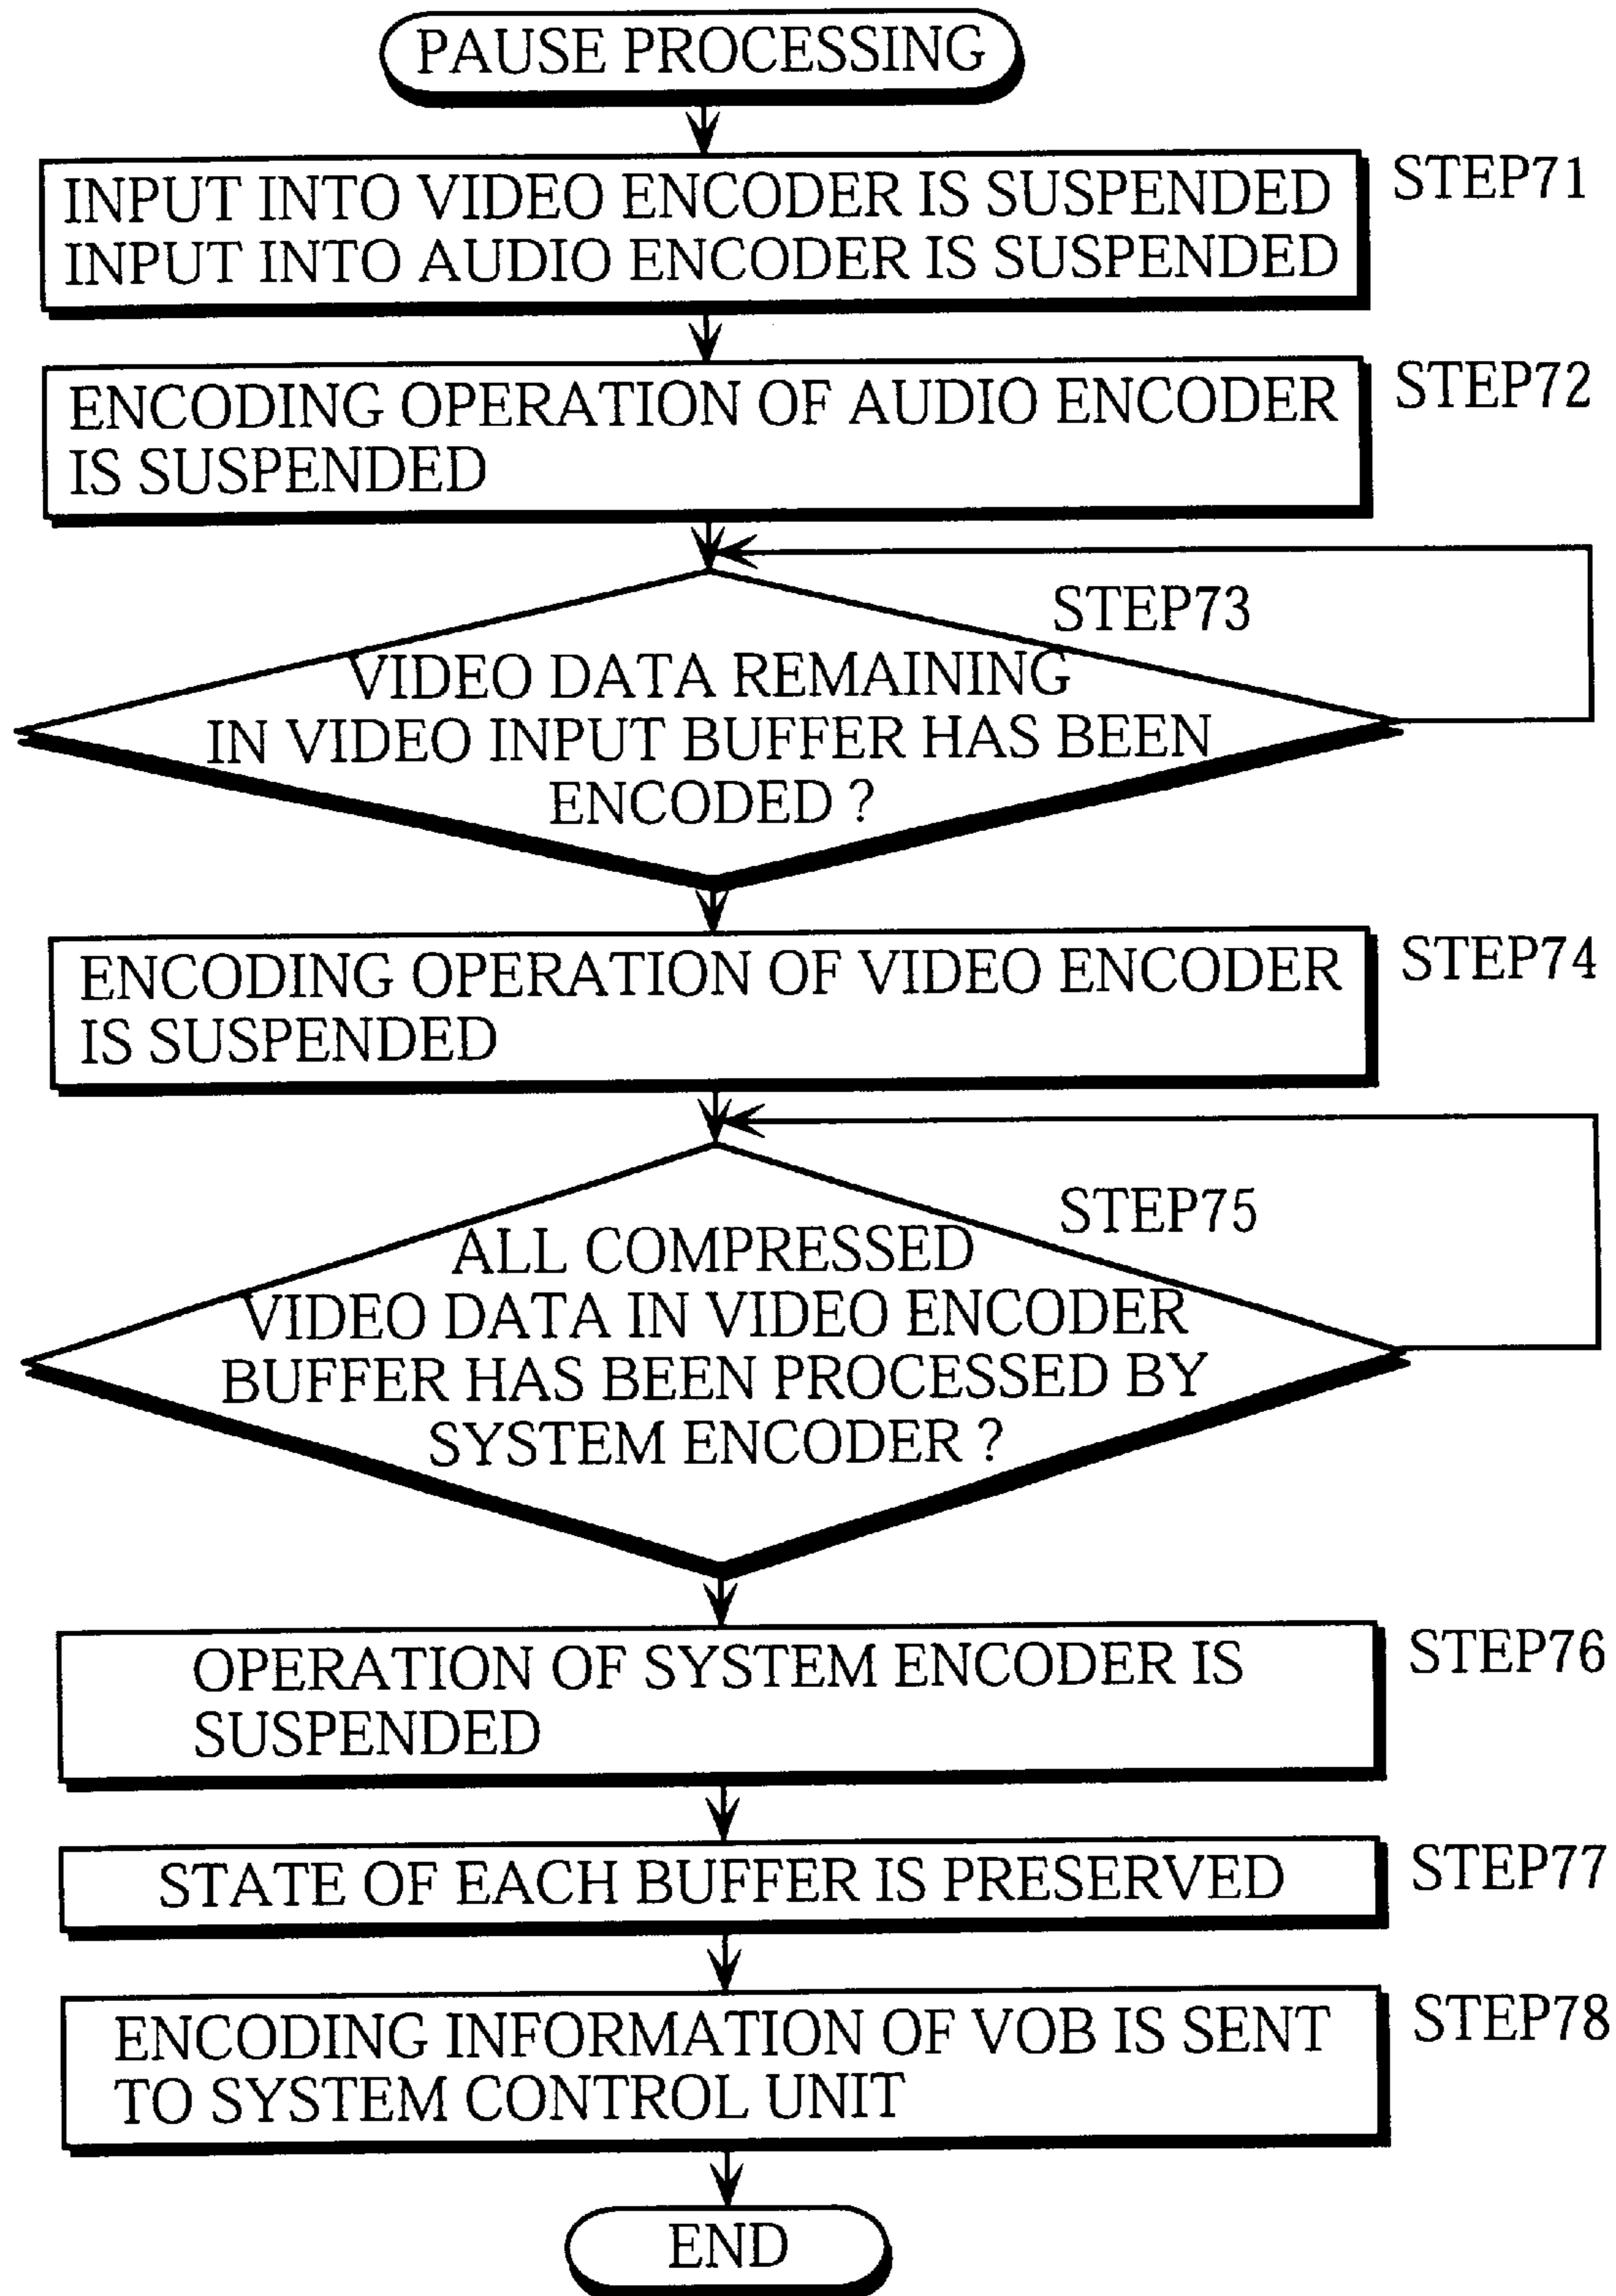 PAUSE PROCESSING
INPUT INTO VIDEO ENCODER IS SUSPENDED
INPUT INTO AUDIO ENCODER IS SUSPENDED
STEP71
ENCODING OPERATION OF AUDIO ENCODER
IS SUSPENDED
STEP72
STEP73
VIDEO DATA REMAINING
IN VIDEO INPUT BUFFER HAS BEEN
ENCODED ?
ENCODING OPERATION OF VIDEO ENCODER
IS SUSPENDED
STEP74
STEP75
ALL COMPRESSED
VIDEO DATA IN VIDEO ENCODER
BUFFER HAS BEEN PROCESSED BY
SYSTEM ENCODER ?
OPERATION OF SYSTEM ENCODER IS
SUSPENDED
STEP76
STATE OF EACH BUFFER IS PRESERVED
STEP77
ENCODING INFORMATION OF VOB IS SENT
TO SYSTEM CONTROL UNIT
STEP78
END